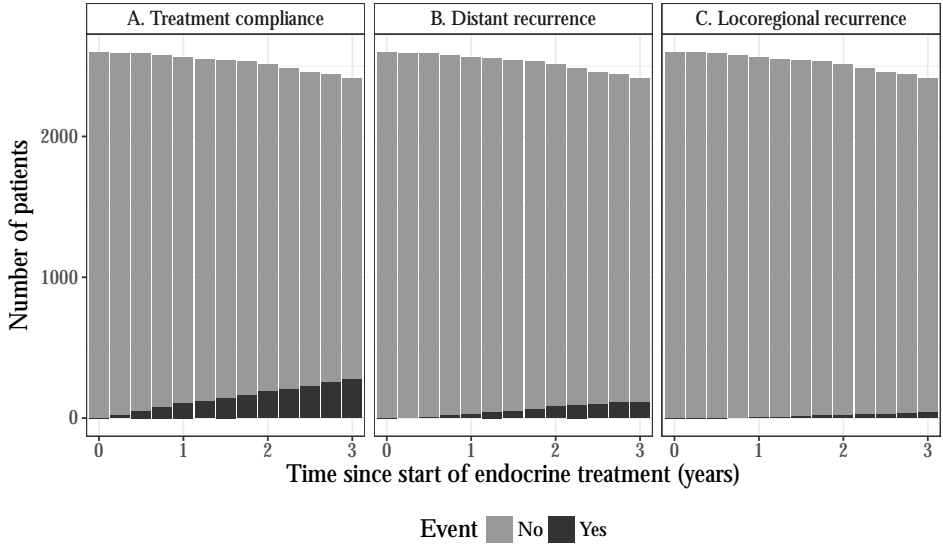 A. Treatment compliance
B. Distant recurrence
C. Locoregional recurrence
Number of patients
2000
1000
0
0 1 2 3
0 1 2 3
0 1 2 3
Time since start of endocrine treatment (years)
Event No Yes